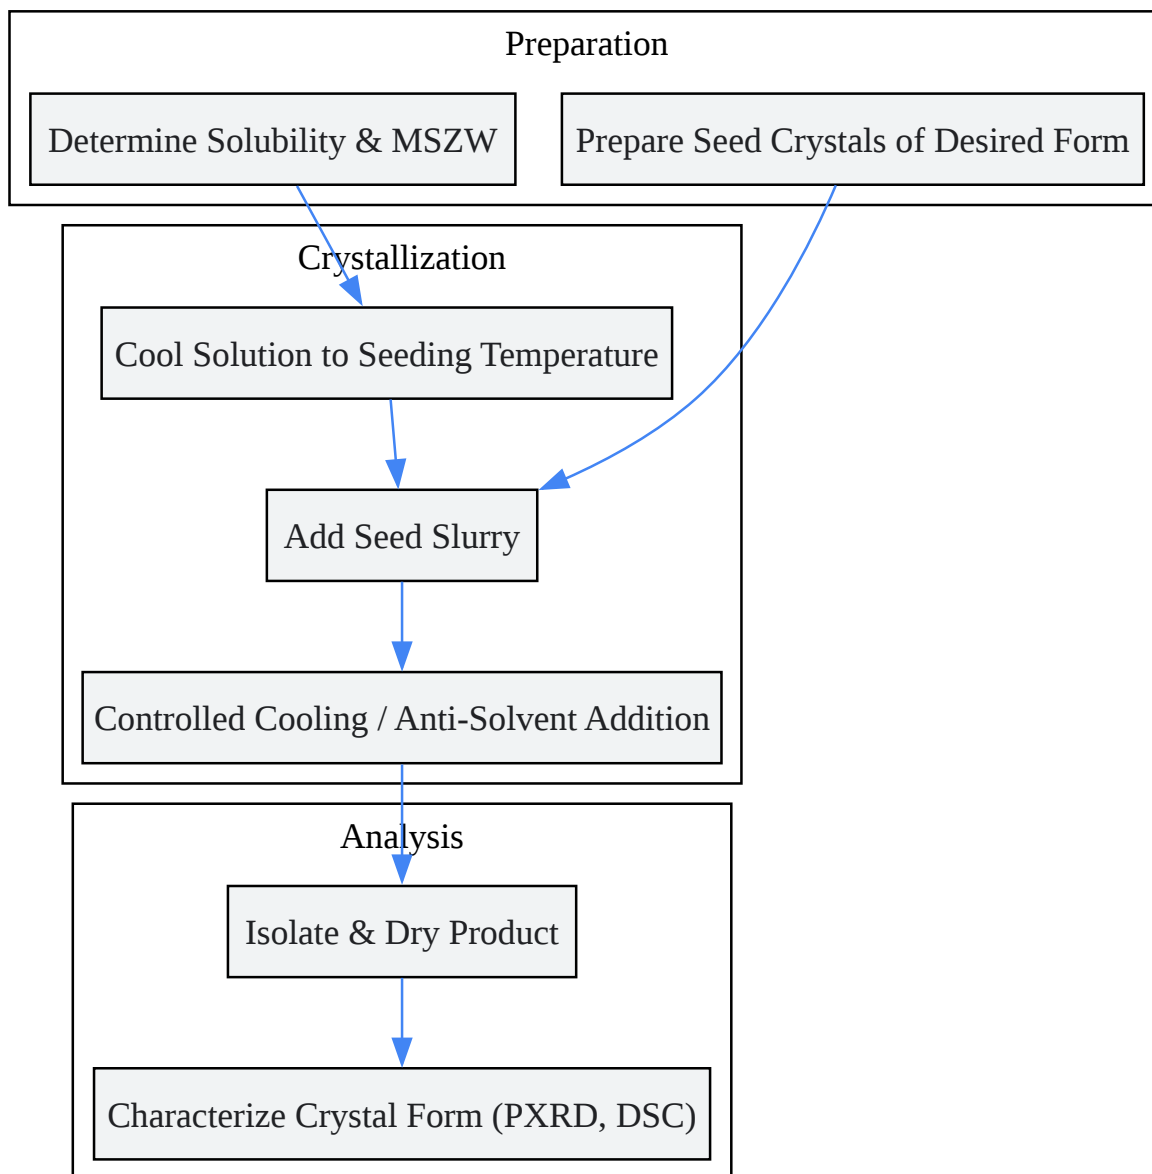 Preparation
Determine Solubility & MSZW
Prepare Seed Crystals of Desired Form
Crystallization
Cool Solution to Seeding Temperature
Add Seed Slurry
Controlled Cooling / Anti-Solvent Addition
Analysis
Isolate & Dry Product
Characterize Crystal Form (PXRD, DSC)